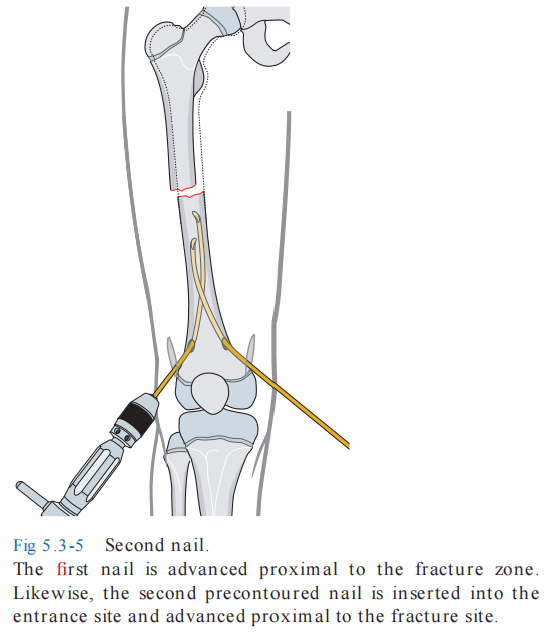 Fig 5.3-5 Second nail.
The first nail is advanced proximal to the fracture zone.
Likewise, the second precontoured nail is inserted into the
entrance site and advanced proximal to the fracture site.